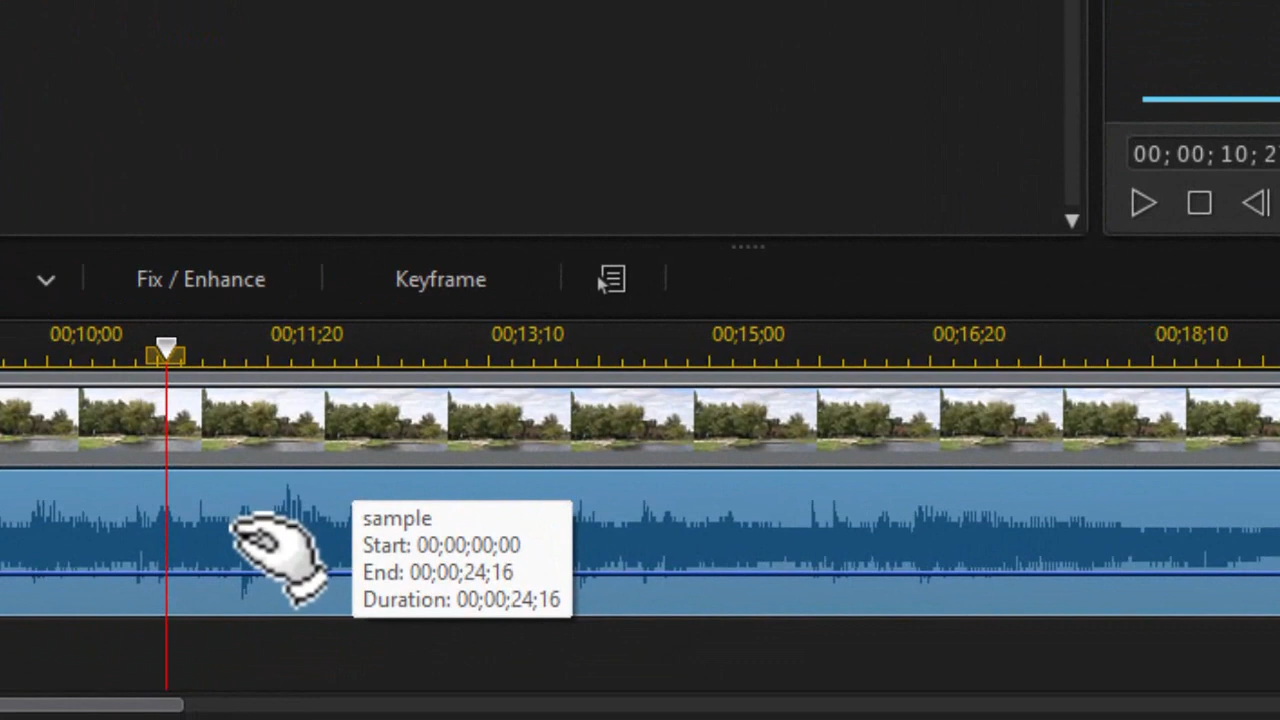 00;00;10;2
Fix / Enhance
Keyframe
00;10;00
00;11;20
00;13;10
00;15;00
00;16;20
00;18;10
sample
Start: 00;00;00;00
End: 00;00;24;16
Duration: 00;00;24;16